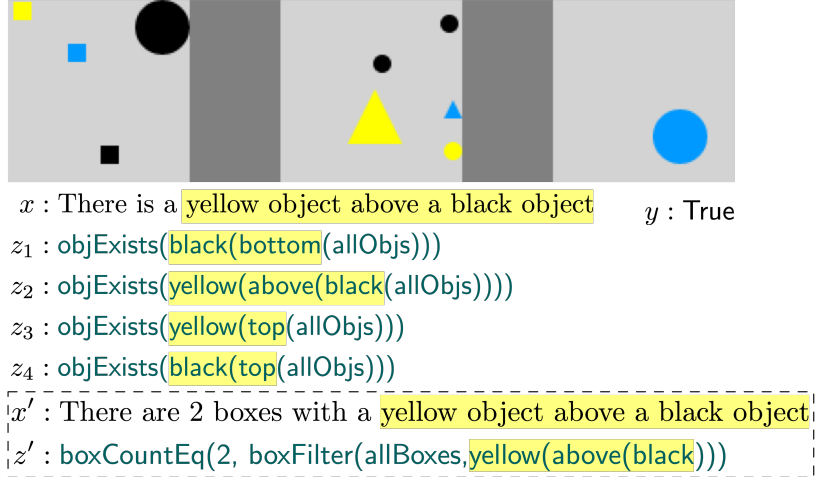 x : There is a yellow object above a black object y : True
z₁ : objExists(black(bottom(allObjs)))
z₂ : objExists(yellow(above(black(allObjs))))
z₃ : objExists(yellow(top(allObjs)))
z₄ : objExists(black(top(allObjs)))
x′ : There are 2 boxes with a yellow object above a black object
z′ : boxCountEq(2, boxFilter(allBoxes,yellow(above(black))))